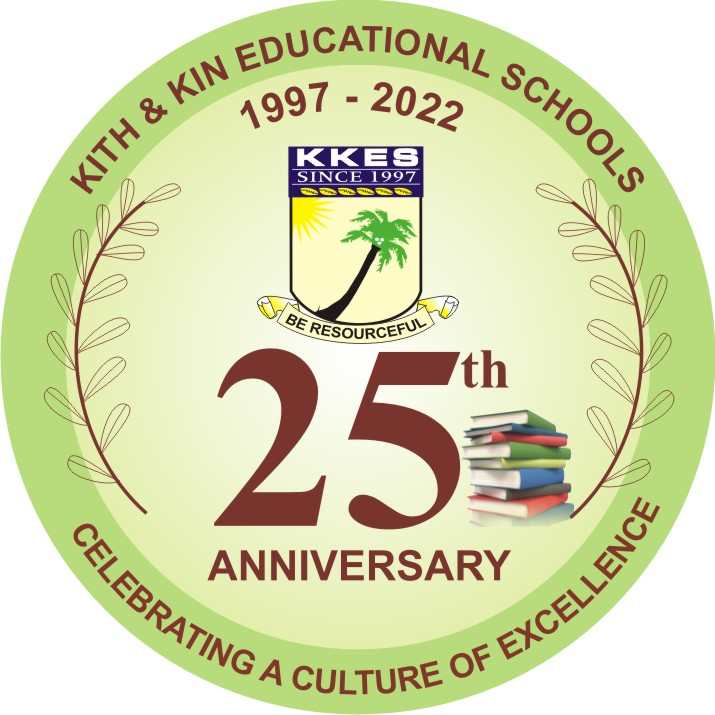 KITH & KIN EDUCATIONAL SCHOOLS
1997 - 2022
KKES
SINCE 1997
BE RESOURCEFUL
25th
ANNIVERSARY
CELEBRATING A CULTURE OF EXCELLENCE